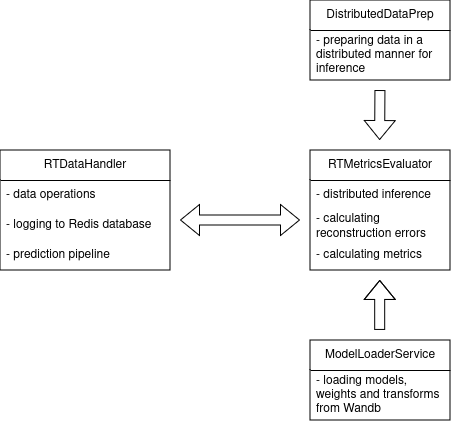 DistributedDataPrep
- preparing data in a
distributed manner for
inference
RTDataHandler
- data operations
- logging to Redis database
- prediction pipeline
RTMetricsEvaluator
- distributed inference
- calculating
reconstruction errors
- calculating metrics
ModelLoaderService
- loading models,
weights and transforms
from Wandb